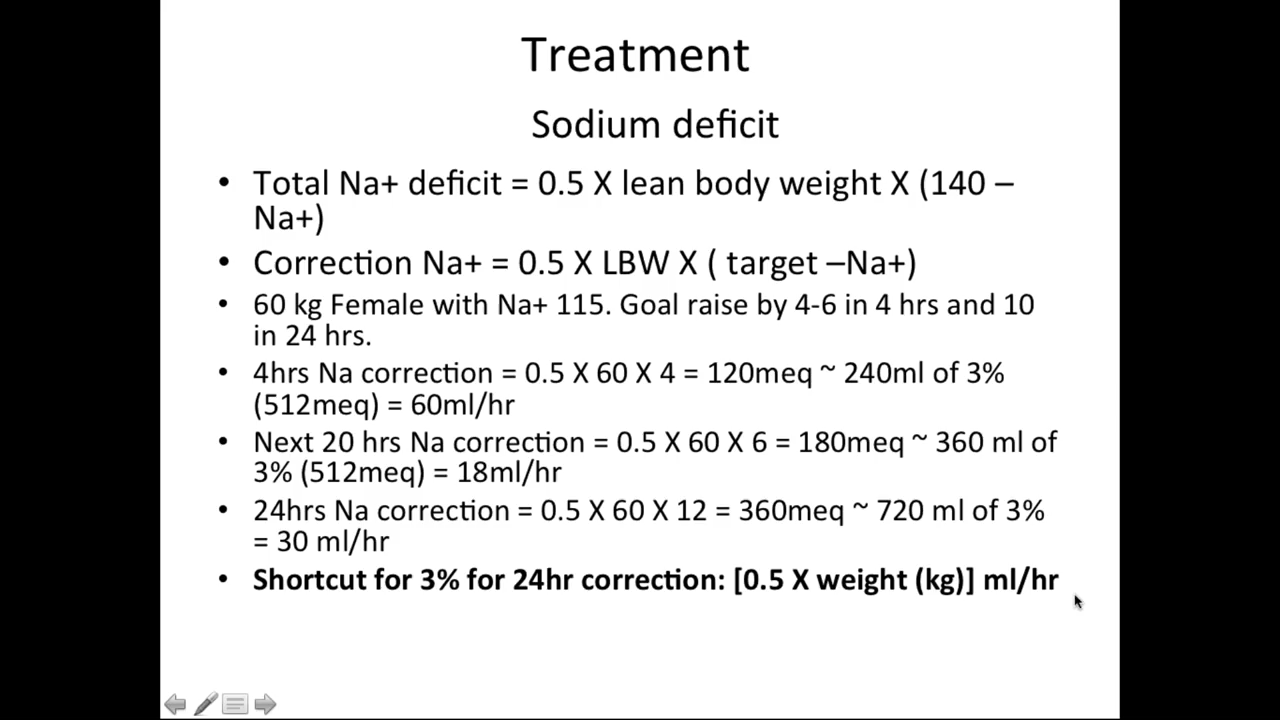 Treatment
Sodium deficit
• Total Na+ deficit = 0.5 X lean body weight X (140 –
Na+)
• Correction Na+ = 0.5 X LBW X ( target –Na+)
• 60 kg Female with Na+ 115. Goal raise by 4-6 in 4 hrs and 10
in 24 hrs.
• 4hrs Na correction = 0.5 X 60 X 4 = 120meq ~ 240ml of 3%
(512meq) = 60ml/hr
• Next 20 hrs Na correction = 0.5 X 60 X 6 = 180meq ~ 360 ml of
3% (512meq) = 18ml/hr
• 24hrs Na correction = 0.5 X 60 X 12 = 360meq ~ 720 ml of 3%
= 30 ml/hr
• Shortcut for 3% for 24hr correction: [0.5 X weight (kg)] ml/hr